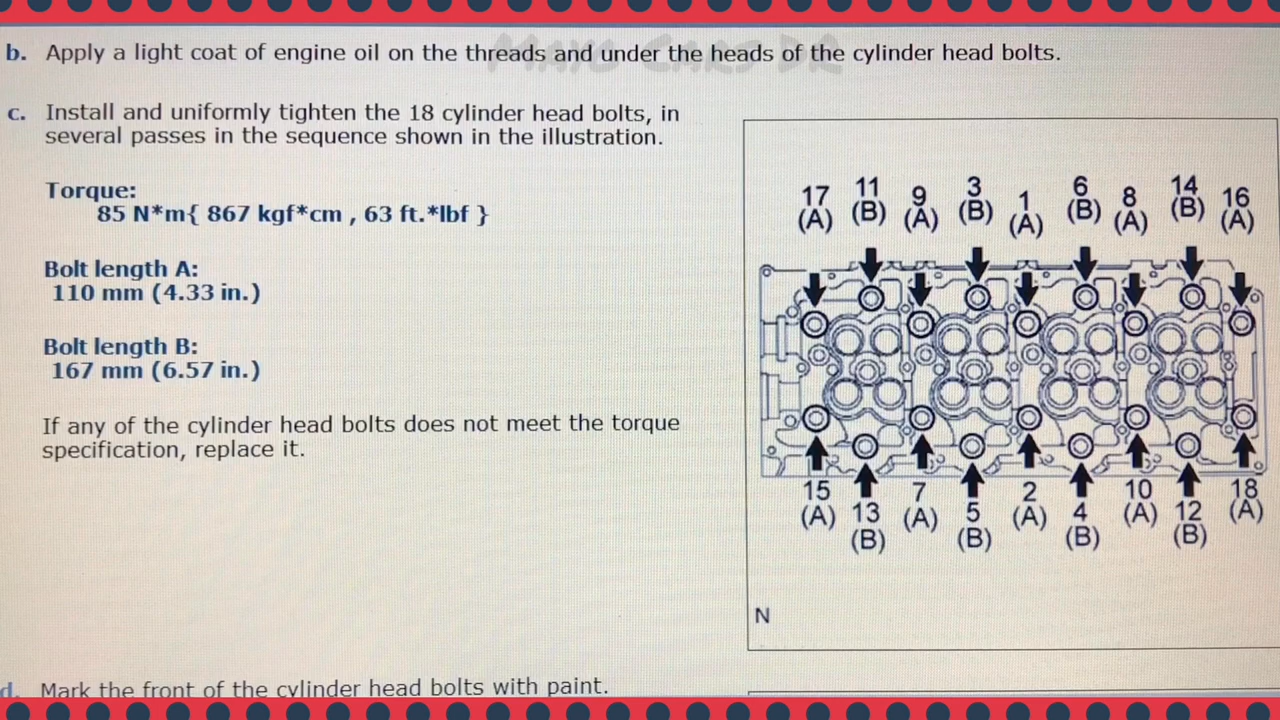 b. Apply a light coat of engine oil on the threads and under the heads of the cylinder head bolts.
c. Install and uniformly tighten the 18 cylinder head bolts, in
several passes in the sequence shown in the illustration.
Torque:
85 N*m{ 867 kgf*cm , 63 ft.*lbf }
Bolt length A:
110 mm (4.33 in.)
Bolt length B:
167 mm (6.57 in.)
If any of the cylinder head bolts does not meet the torque
specification, replace it.
17 11 9 3 1 6 8 14 16
(A) (B) (A) (B) (A) (B) (A) (B) (A)
15 13 7 5 2 4 10 12 18
(A) (B) (A) (B) (A) (B) (A) (B) (A)
N
d. Mark the front of the cylinder head bolts with paint.